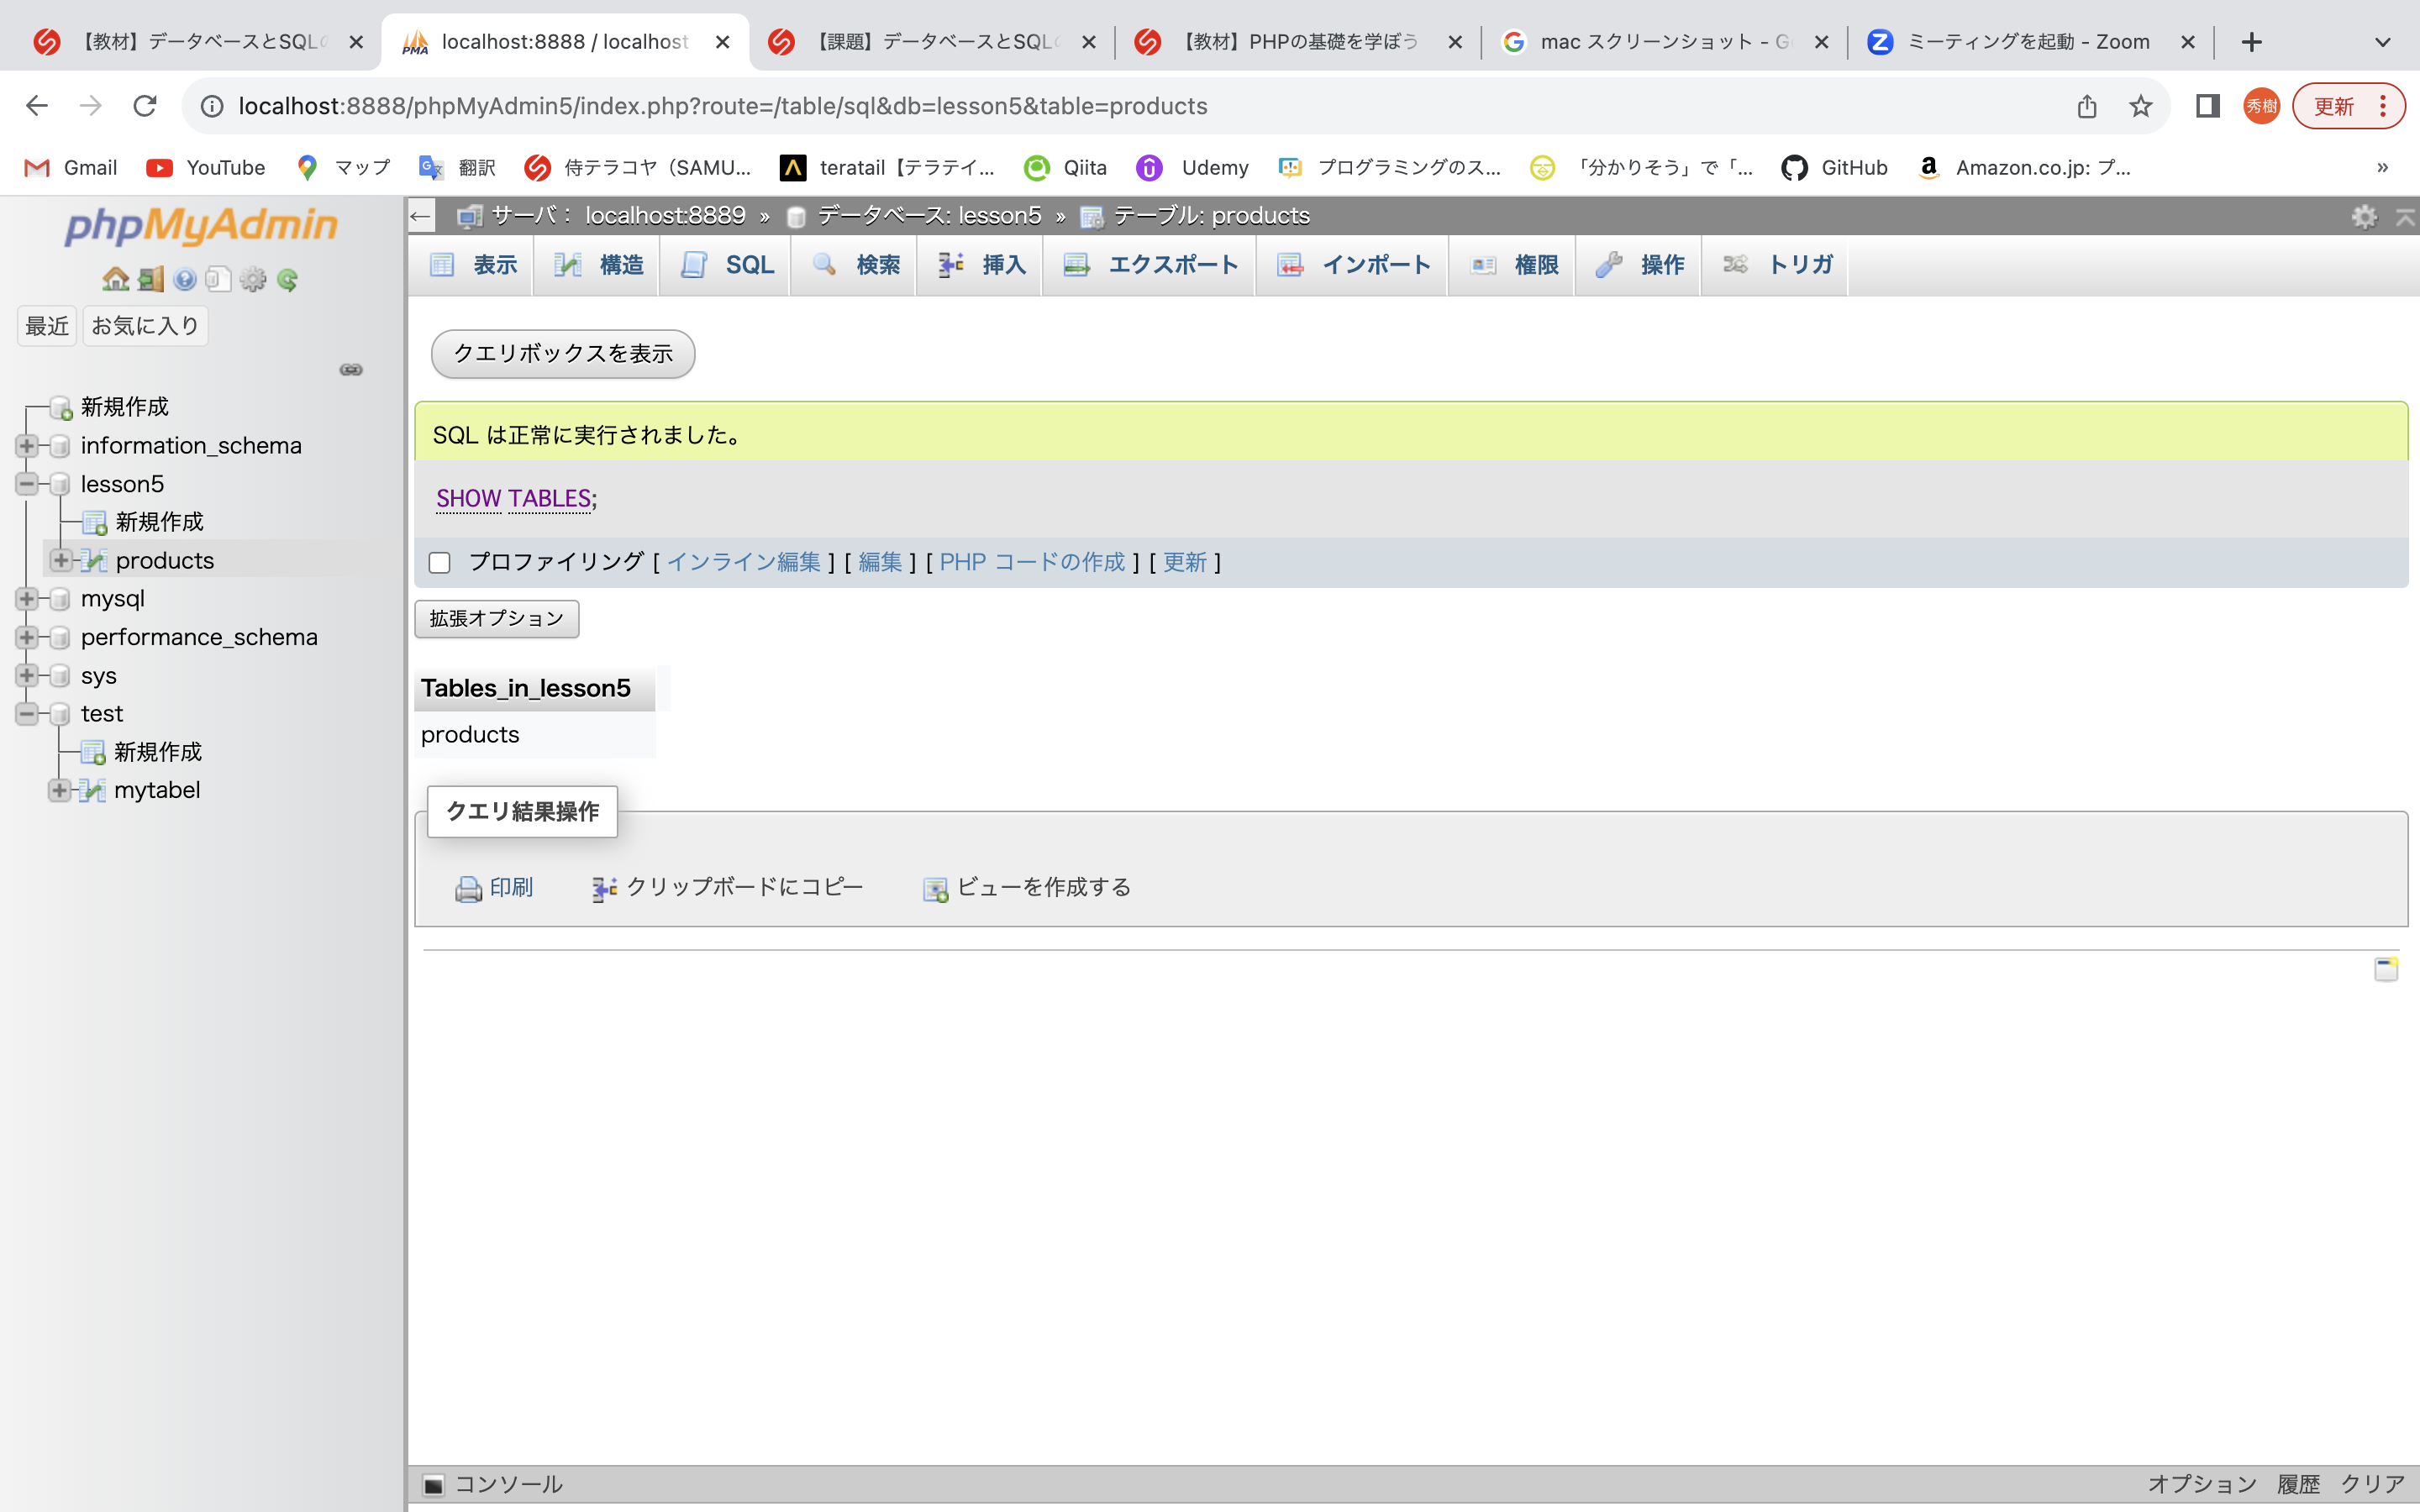 【教材】データベースとSQLの
localhost:8888 / localhost
【課題】データベースとSQLの
【教材】PHPの基礎を学ぼう
mac スクリーンショット - G
ミーティングを起動 - Zoom
localhost:8888/phpMyAdmin5/index.php?route=/table/sql&db=lesson5&table=products
秀樹
更新
Gmail
YouTube
マップ
翻訳
侍テラコヤ（SAMU...
teratail【テラテイ...
Qiita
Udemy
プログラミングのス...
「分かりそう」で「...
GitHub
Amazon.co.jp: プ...
»
phpMyAdmin
最近 お気に入り
新規作成
information_schema
lesson5
新規作成
products
mysql
performance_schema
sys
test
新規作成
mytabel
サーバ： localhost:8889 » データベース: lesson5 » テーブル: products
表示 構造 SQL 検索 挿入 エクスポート インポート 権限 操作 トリガ
クエリボックスを表示
SQL は正常に実行されました。
SHOW TABLES;
プロファイリング [ インライン編集 ] [ 編集 ] [ PHP コードの作成 ] [ 更新 ]
拡張オプション
Tables_in_lesson5
products
クエリ結果操作
印刷 クリップボードにコピー ビューを作成する
コンソール
オプション 履歴 クリア